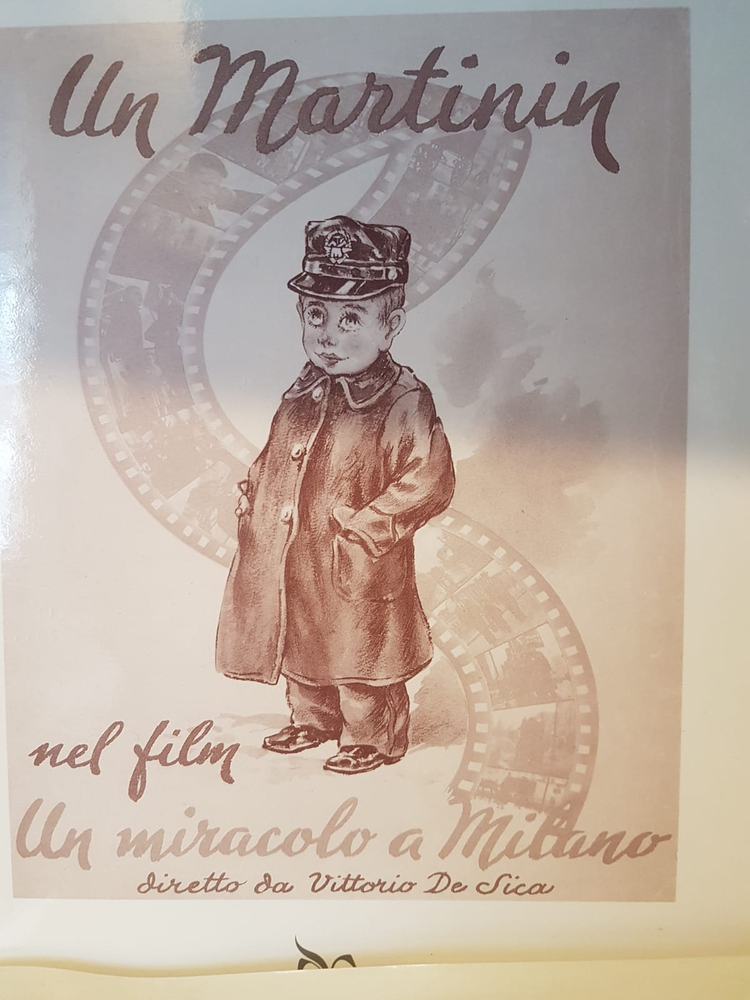 Un Martinin
nel film
Un miracolo a Milano
diretto da Vittorio De Sica